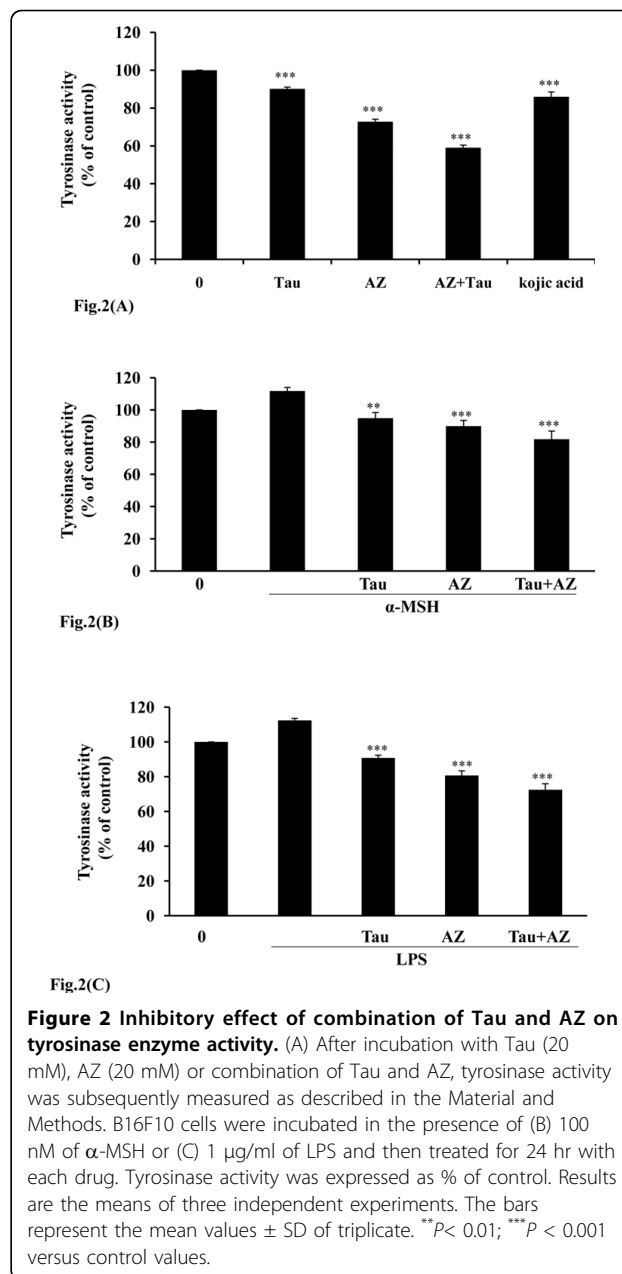 120
100
80
60
40
20
0
Tyrosinase activity
(% of control)
***
***
***
***
0 Tau AZ AZ+Tau kojic acid
Fig.2(A)
120
100
80
60
40
20
0
Tyrosinase activity
(% of control)
**
***
***
0 Tau AZ Tau+AZ
α-MSH
Fig.2(B)
120
100
80
60
40
20
0
Tyrosinase activity
(% of control)
***
***
***
0 Tau AZ Tau+AZ
LPS
Fig.2(C)
Figure 2 Inhibitory effect of combination of Tau and AZ on
tyrosinase enzyme activity. (A) After incubation with Tau (20
mM), AZ (20 mM) or combination of Tau and AZ, tyrosinase activity
was subsequently measured as described in the Material and
Methods. B16F10 cells were incubated in the presence of (B) 100
nM of α-MSH or (C) 1 μg/ml of LPS and then treated for 24 hr with
each drug. Tyrosinase activity was expressed as % of control. Results
are the means of three independent experiments. The bars
represent the mean values ± SD of triplicate. **P< 0.01; ***P < 0.001
versus control values.